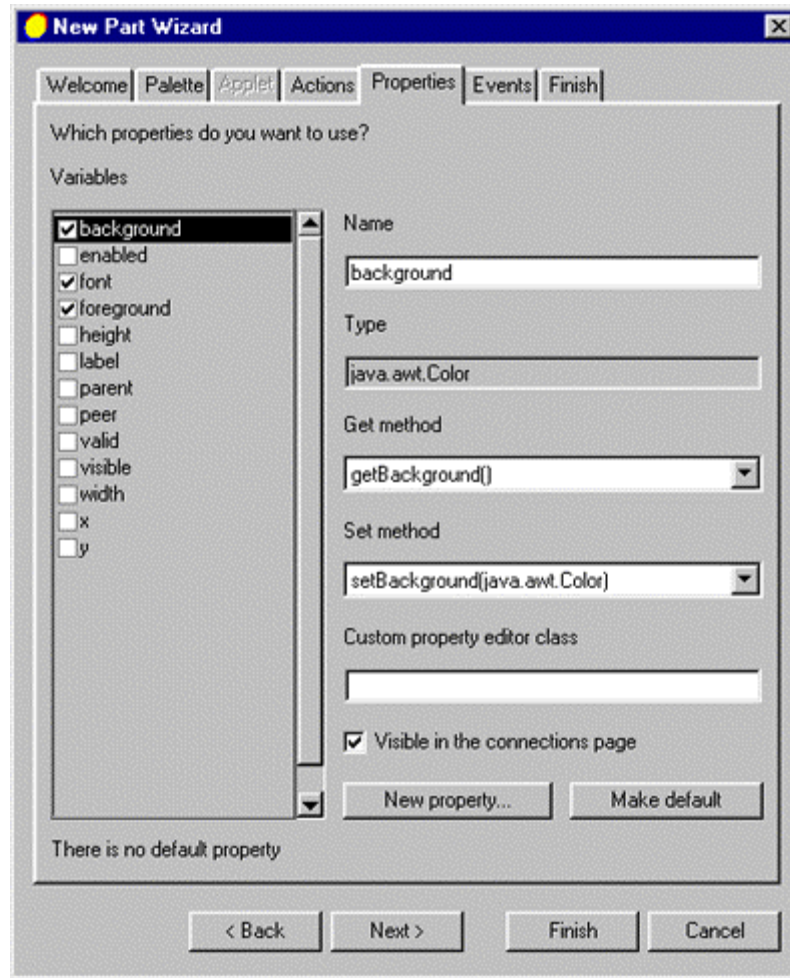 New Part Wizard
Welcome Palette Applet Actions Properties Events Finish
Which properties do you want to use?
Variables
background
enabled
font
foreground
height
label
parent
peer
valid
visible
width
x
y
Name
background
Type
java.awt.Color
Get method
getBackground()
Set method
setBackground(java.awt.Color)
Custom property editor class
Visible in the connections page
New property... Make default
There is no default property
< Back Next > Finish Cancel